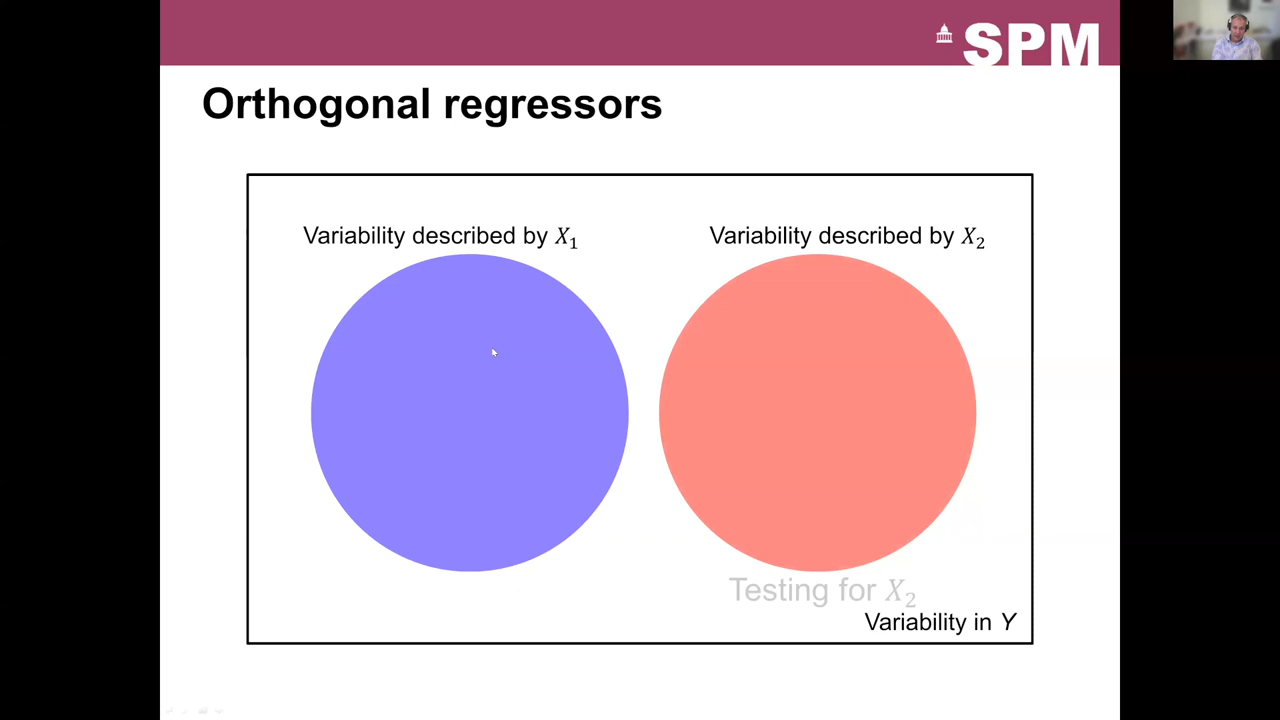 SPM
Orthogonal regressors
Variability described by X₁
Variability described by X₂
Testing for X₂
Variability in Y